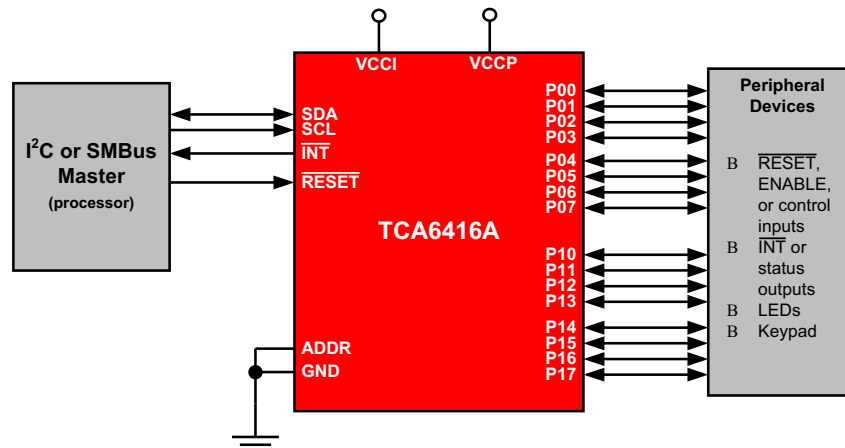 VCCI
VCCP
I²C or SMBus
Master
(processor)
SDA
SCL
INT
RESET
TCA6416A
ADDR
GND
P00
P01
P02
P03
P04
P05
P06
P07
P10
P11
P12
P13
P14
P15
P16
P17
Peripheral
Devices
B RESET,
ENABLE,
or control
inputs
B INT or
status
outputs
B LEDs
B Keypad